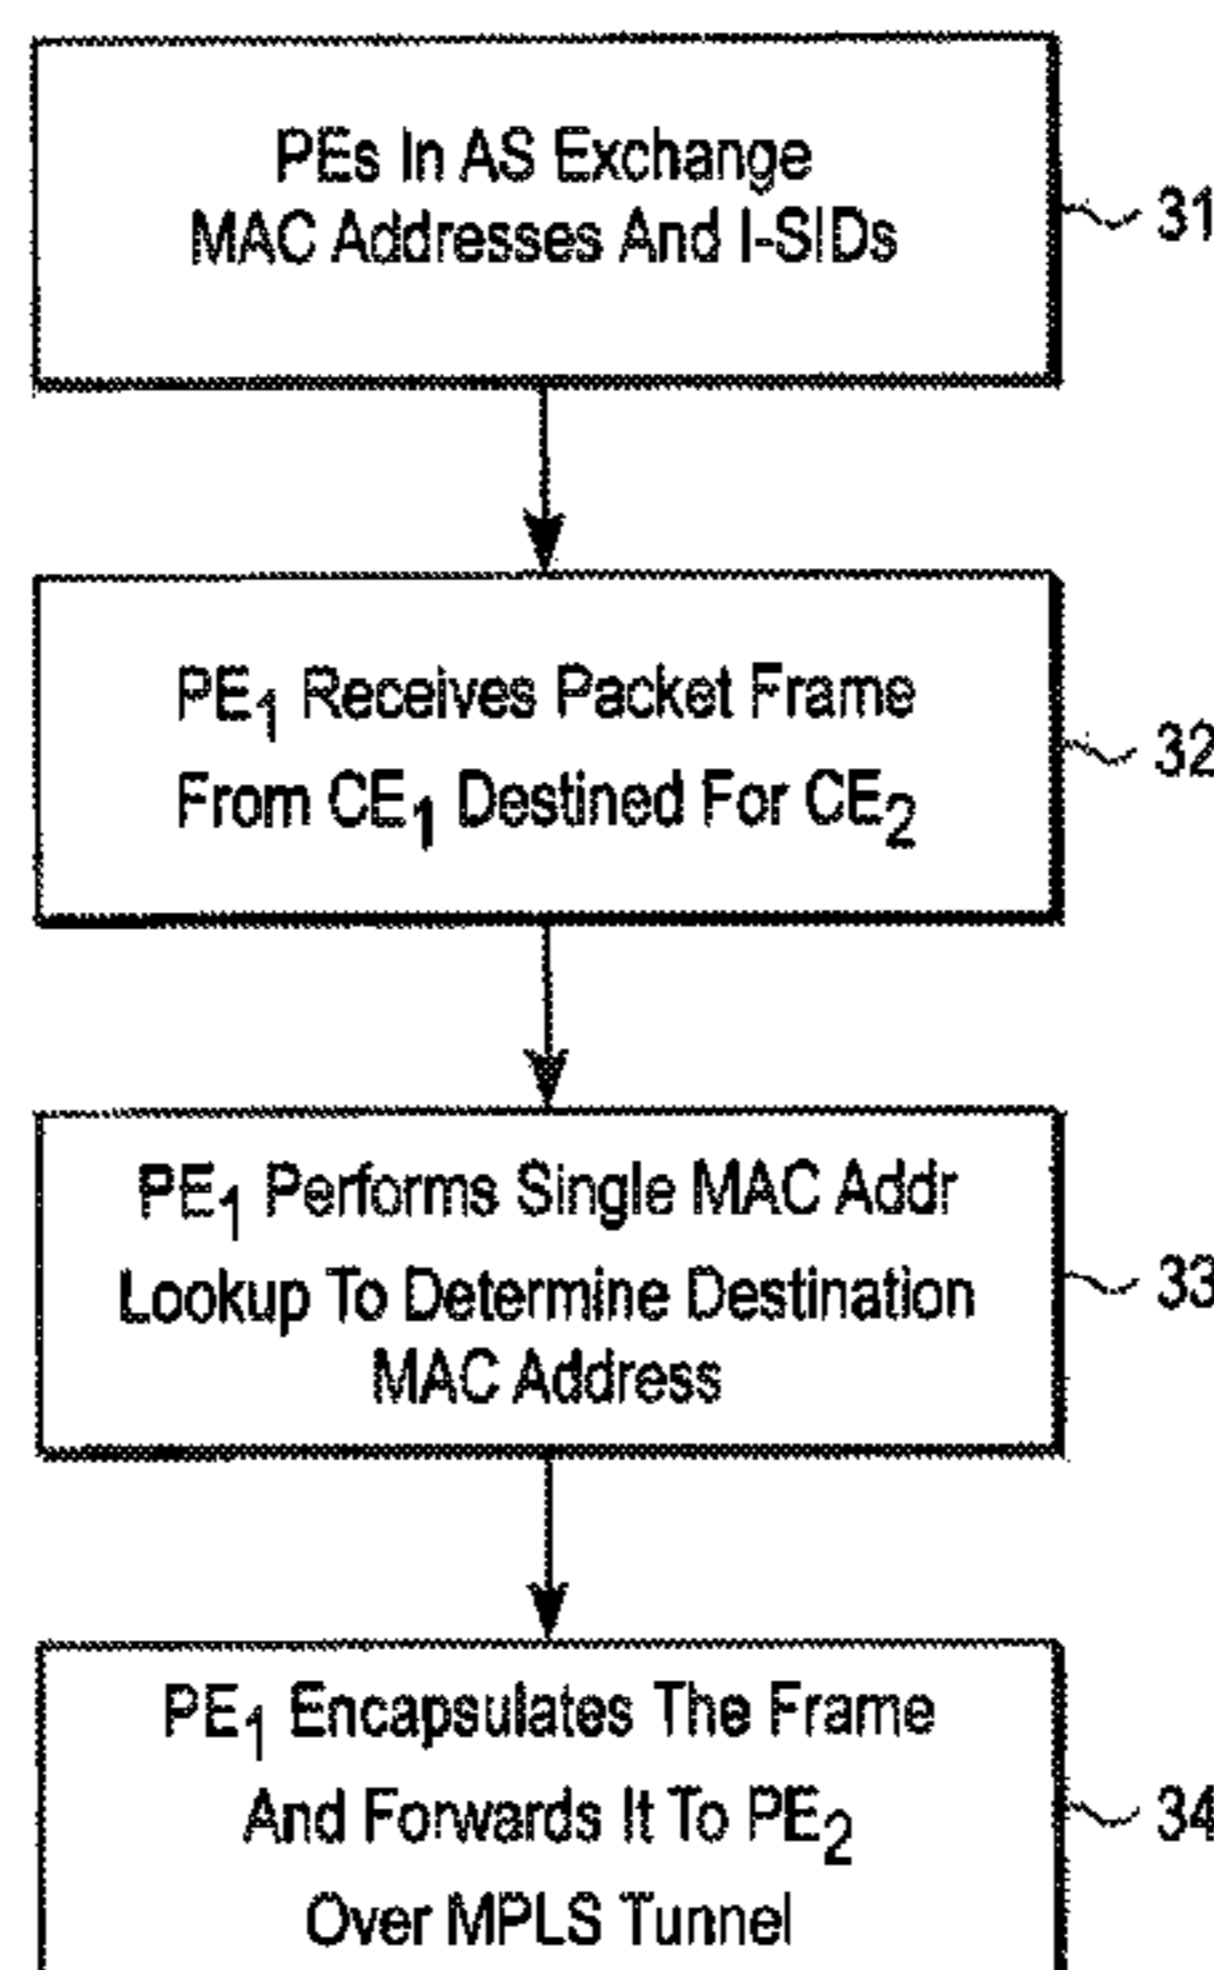 PEs In AS Exchange
MAC Addresses And I-SIDs
31
PE1 Receives Packet Frame
From CE1 Destined For CE2
32
PE1 Performs Single MAC Addr
Lookup To Determine Destination
MAC Address
33
PE1 Encapsulates The Frame
And Forwards It To PE2
Over MPLS Tunnel
34